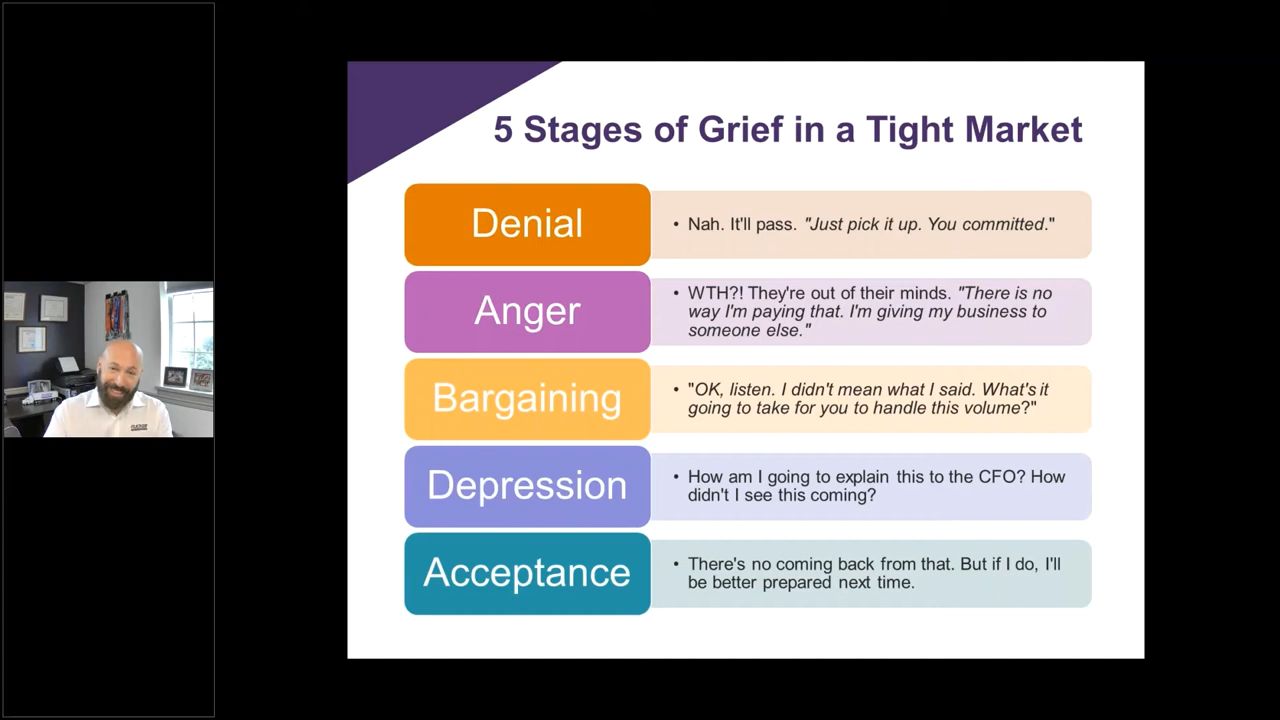 5 Stages of Grief in a Tight Market
Denial
• Nah. It'll pass. "Just pick it up. You committed."
Anger
• WTH?! They're out of their minds. "There is no
way I'm paying that. I'm giving my business to
someone else."
Bargaining
• "OK, listen. I didn't mean what I said. What's it
going to take for you to handle this volume?"
Depression
• How am I going to explain this to the CFO? How
didn't I see this coming?
Acceptance
• There's no coming back from that. But if I do, I'll
be better prepared next time.